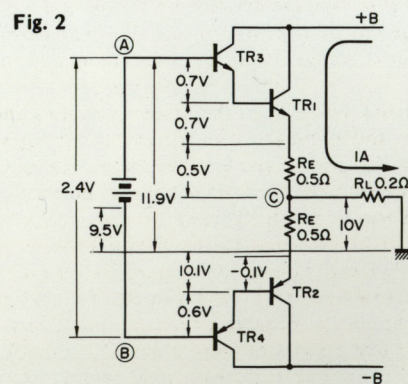 Fig. 2
A
+B
TR3
0.7V
TR1
0.7V
1A
0.5V
RE
0.5Ω
RL 0.2Ω
C
2.4V
11.9V
RE
0.5Ω
10V
9.5V
10.1V
-0.1V
TR2
0.6V
TR4
B
-B